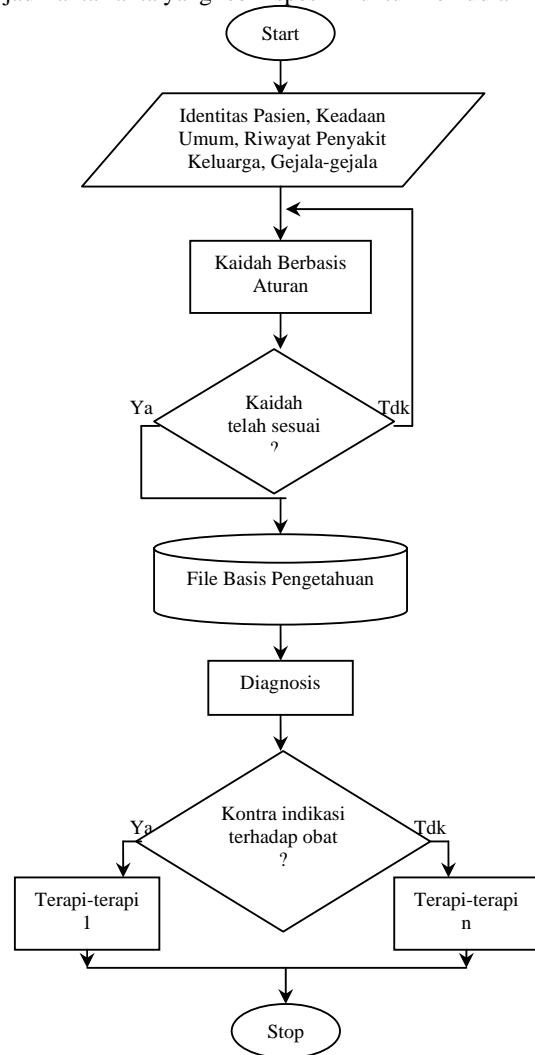 Start
Identitas Pasien, Keadaan
Umum, Riwayat Penyakit
Keluarga, Gejala-gejala
Kaidah Berbasis
Aturan
Ya
Kaidah
telah sesuai
?
Tdk
File Basis Pengetahuan
Diagnosis
Ya
Kontra indikasi
terhadap obat
?
Tdk
Terapi-terapi
1
Terapi-terapi
n
Stop